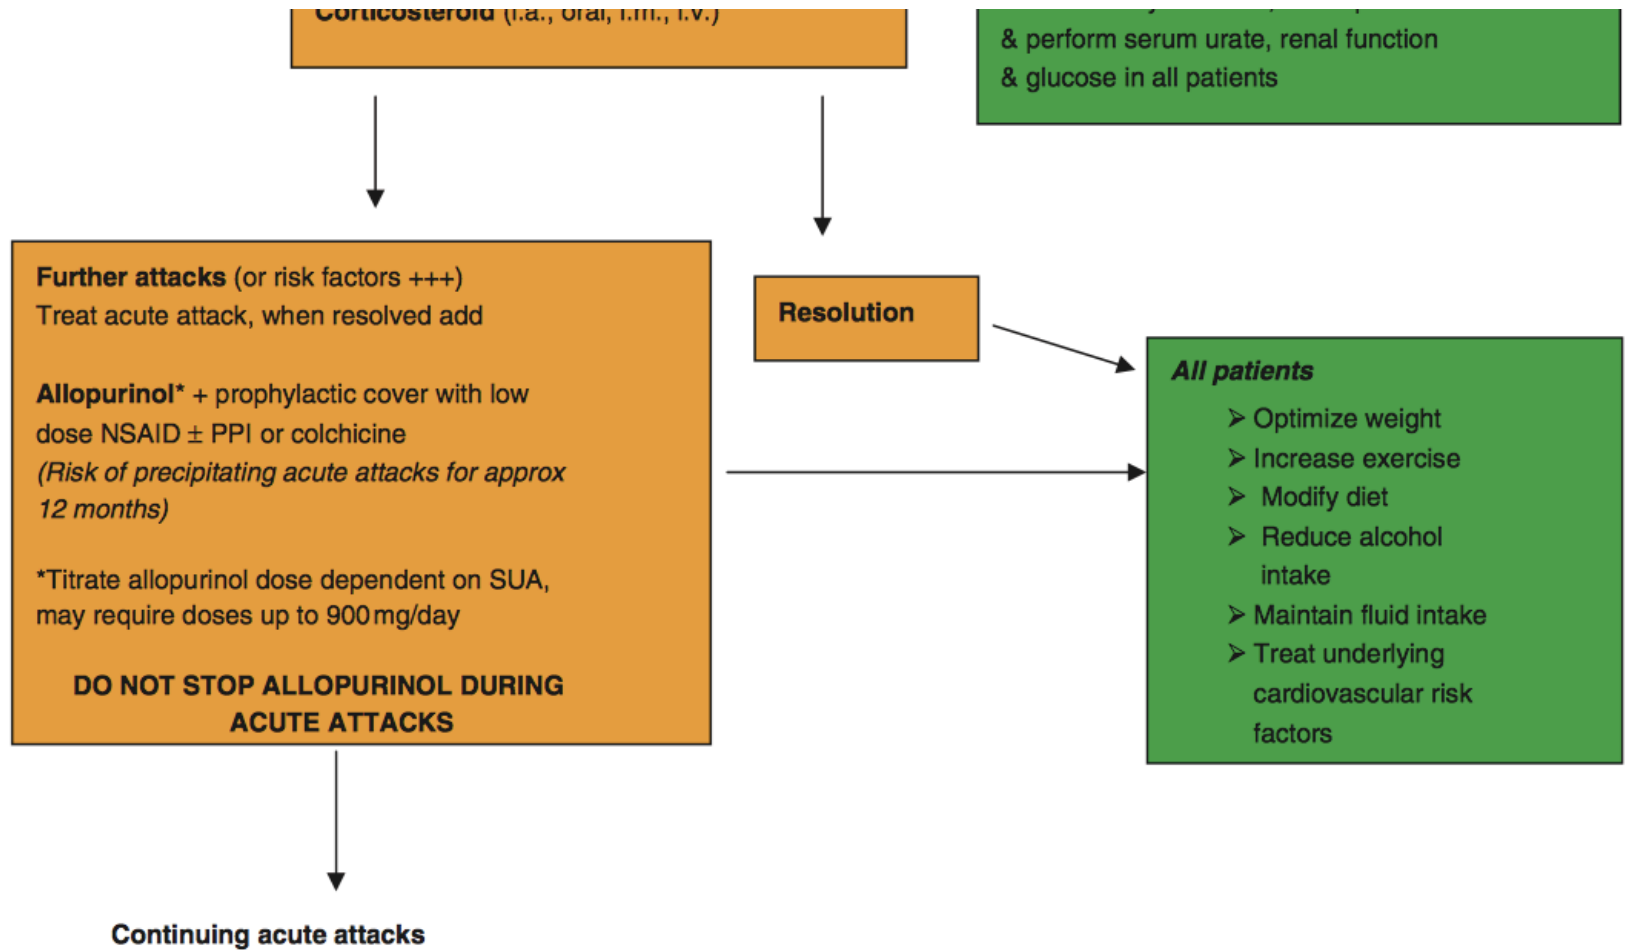 Corticosteroid (i.a., oral, i.m., i.v.)
& perform serum urate, renal function
& glucose in all patients
Further attacks (or risk factors +++)
Treat acute attack, when resolved add
Allopurinol* + prophylactic cover with low
dose NSAID ± PPI or colchicine
(Risk of precipitating acute attacks for approx
12 months)
*Titrate allopurinol dose dependent on SUA,
may require doses up to 900 mg/day
DO NOT STOP ALLOPURINOL DURING
ACUTE ATTACKS
Resolution
All patients
➢ Optimize weight
➢ Increase exercise
➢ Modify diet
➢ Reduce alcohol
intake
➢ Maintain fluid intake
➢ Treat underlying
cardiovascular risk
factors
Continuing acute attacks